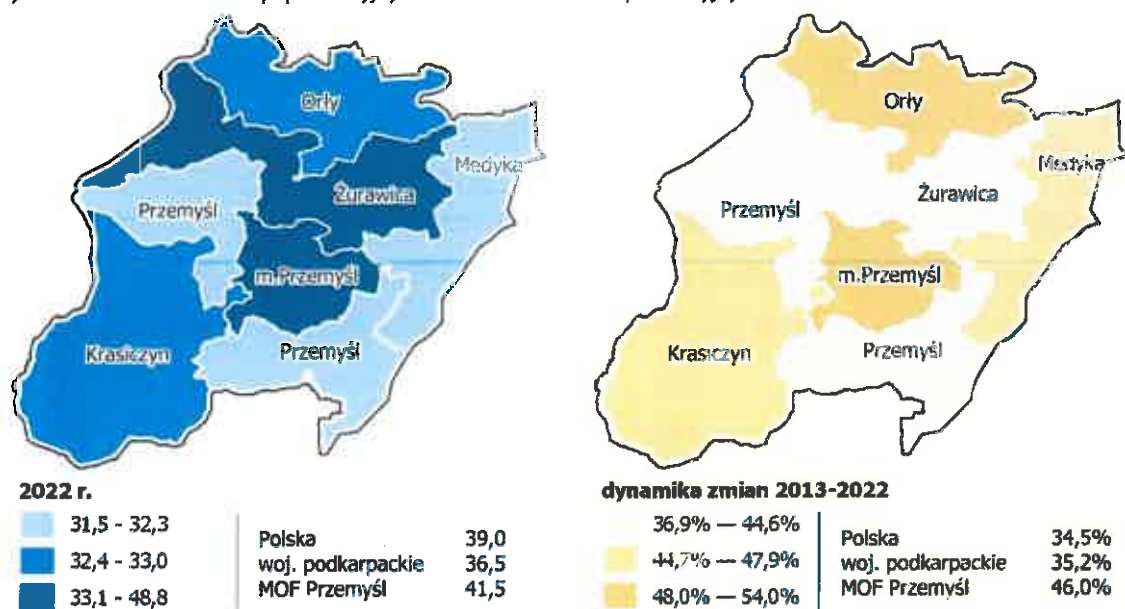 Orły
Medyka
Żurawica
Przemyśl
m.Przemyśl
Krasiczyn
Przemyśl
2022 r.
31,5 - 32,3
32,4 - 33,0
33,1 - 48,8
Polska 39,0
woj. podkarpackie 36,5
MOF Przemyśl 41,5
Orły
Medyka
Żurawica
Przemyśl
m.Przemyśl
Krasiczyn
Przemyśl
dynamika zmian 2013-2022
36,9% — 44,6%
44,7% — 47,9%
48,0% — 54,0%
Polska 34,5%
woj. podkarpackie 35,2%
MOF Przemyśl 46,0%